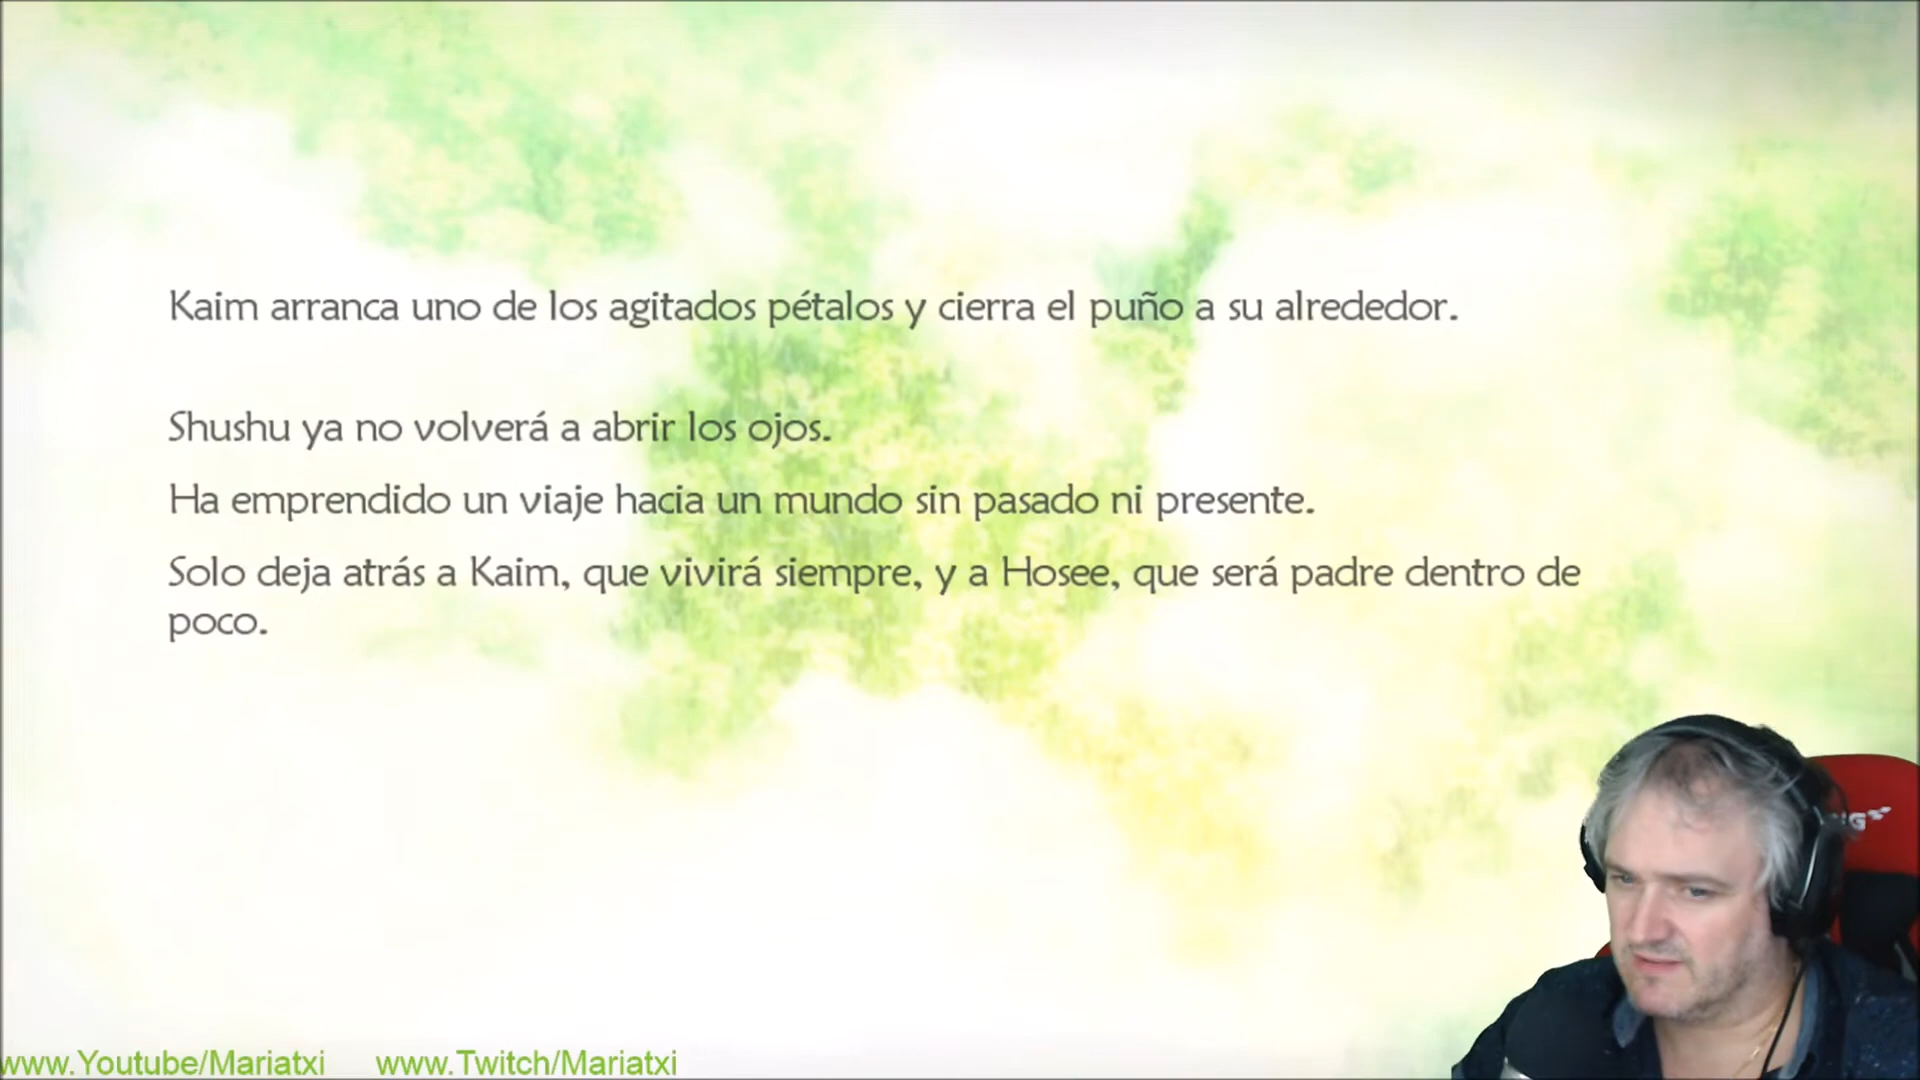 Kaim arranca uno de los agitados pétalos y cierra el puño a su alrededor.
Shushu ya no volverá a abrir los ojos.
Ha emprendido un viaje hacia un mundo sin pasado ni presente.
Solo deja atrás a Kaim, que vivirá siempre, y a Hosee, que será padre dentro de
poco.
www.Youtube/Mariatxi www.Twitch/Mariatxi